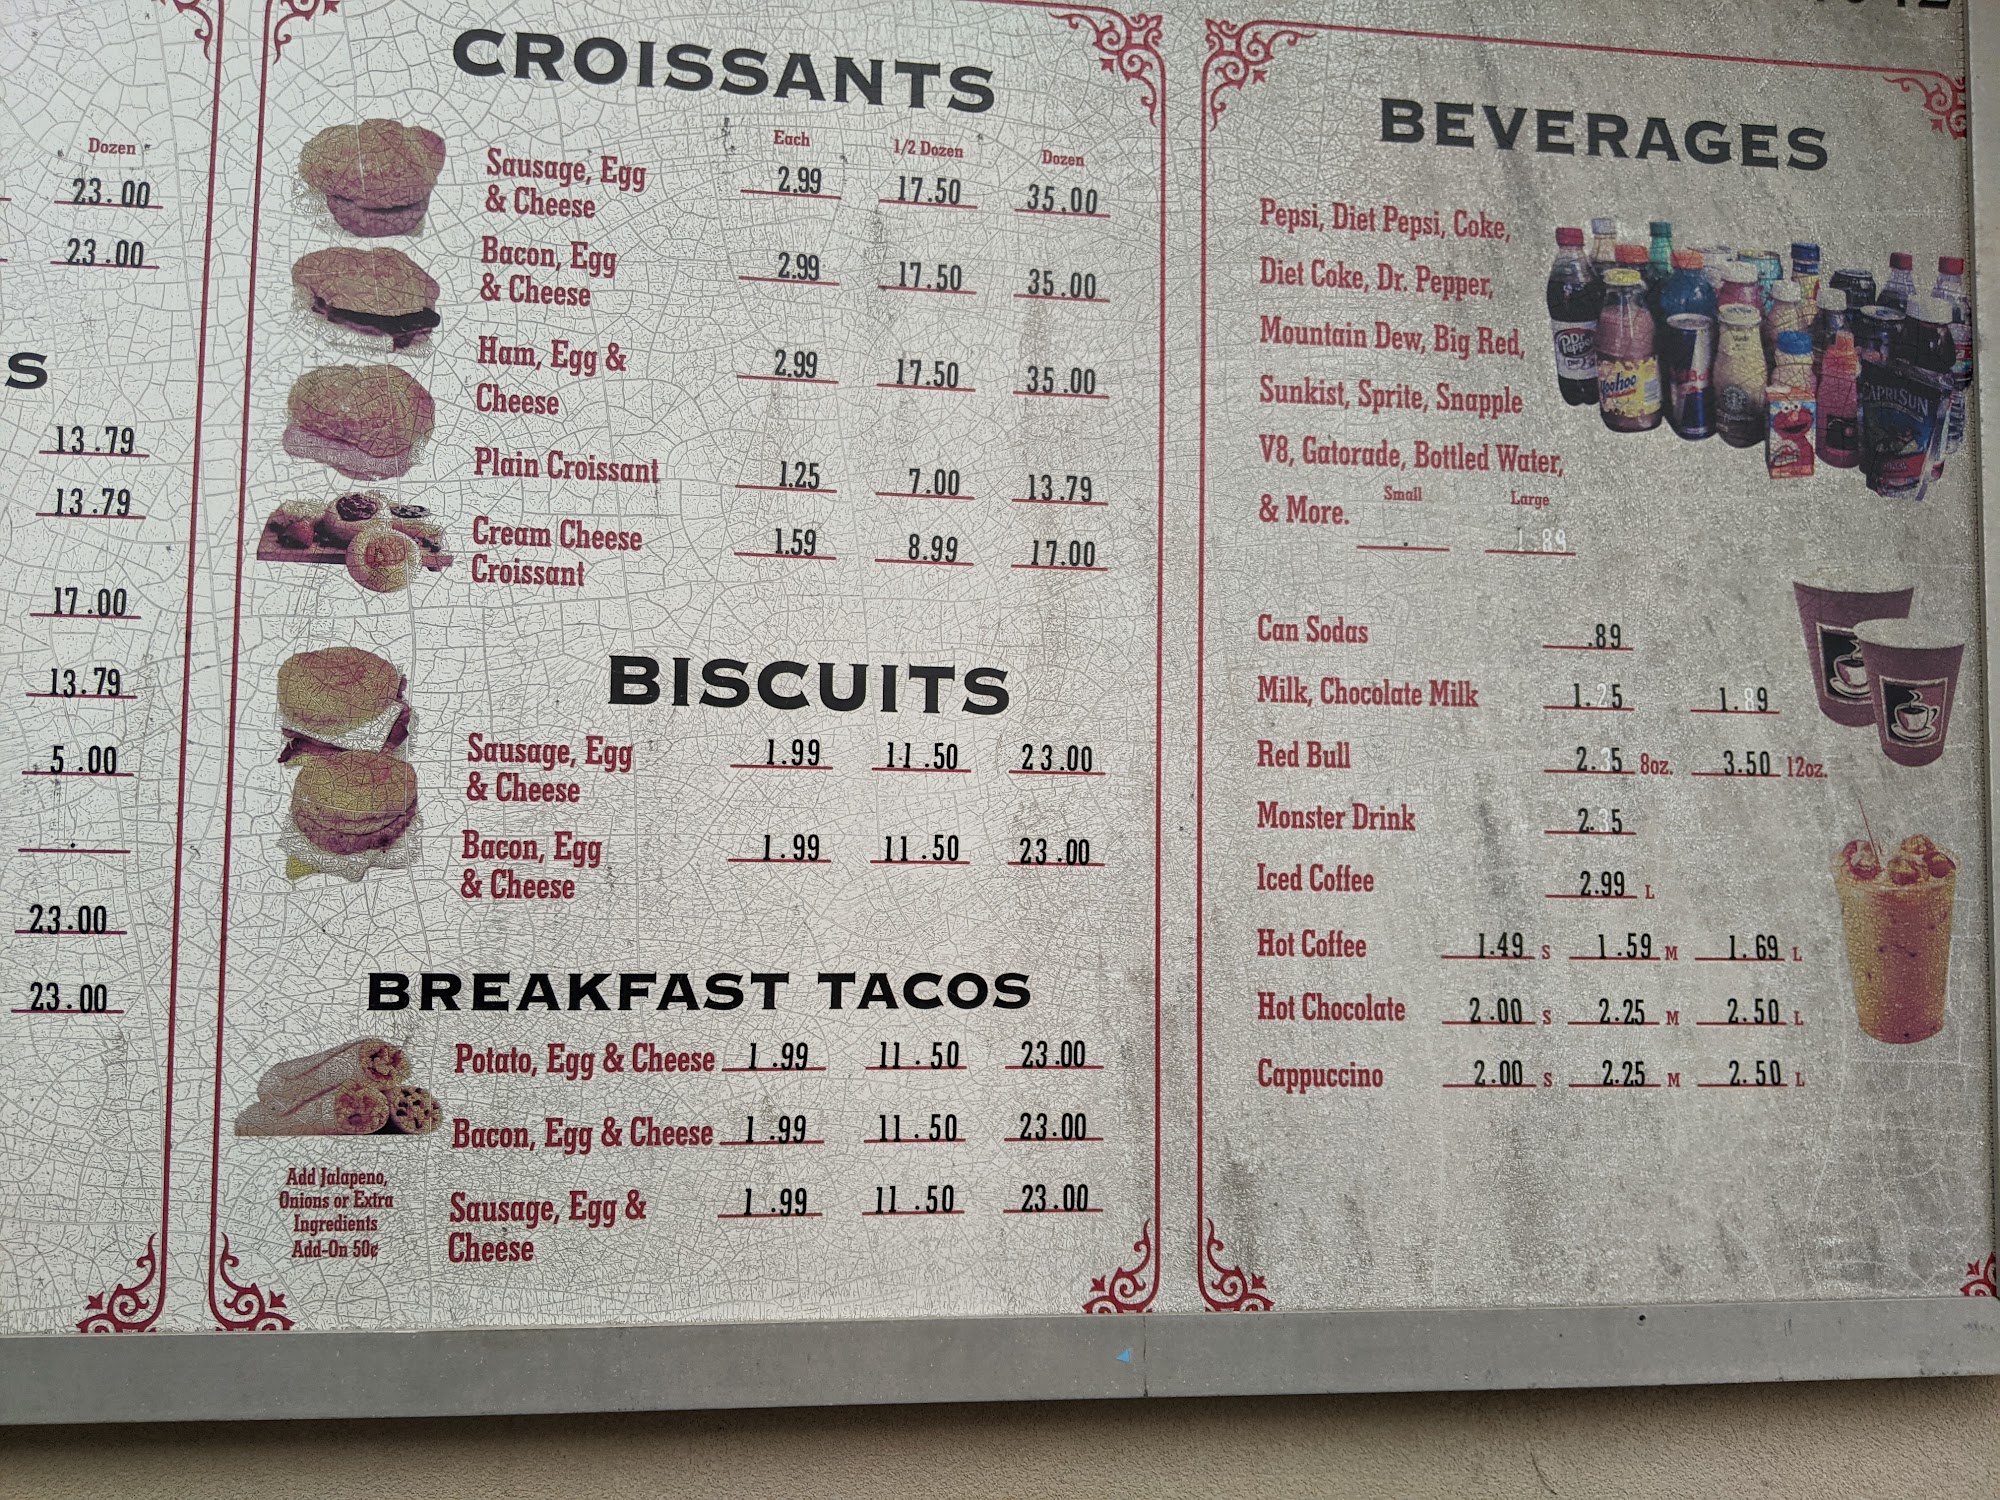 Dozen
23.00
23.00
S
13.79
13.79
17.00
13.79
5.00
.
23.00
23.00
CROISSANTS
Each 1/2 Dozen Dozen
Sausage, Egg
& Cheese 2.99 17.50 35.00
Bacon, Egg
& Cheese 2.99 17.50 35.00
Ham, Egg &
Cheese 2.99 17.50 35.00
Plain Croissant 1.25 7.00 13.79
Cream Cheese
Croissant 1.59 8.99 17.00
BISCUITS
Sausage, Egg
& Cheese 1.99 11.50 23.00
Bacon, Egg
& Cheese 1.99 11.50 23.00
BREAKFAST TACOS
Potato, Egg & Cheese 1.99 11.50 23.00
Bacon, Egg & Cheese 1.99 11.50 23.00
Sausage, Egg &
Cheese 1.99 11.50 23.00
Add Jalapeno,
Onions or Extra
Ingredients
Add-On 50¢
BEVERAGES
Pepsi, Diet Pepsi, Coke,
Diet Coke, Dr. Pepper,
Mountain Dew, Big Red,
Sunkist, Sprite, Snapple
V8, Gatorade, Bottled Water,
& More.
Small Large
. 1.89
Can Sodas .89
Milk, Chocolate Milk 1.25 1.89
Red Bull 2.35 8oz. 3.50 12oz.
Monster Drink 2.35
Iced Coffee 2.99 L
Hot Coffee 1.49 S 1.59 M 1.69 L
Hot Chocolate 2.00 S 2.25 M 2.50 L
Cappuccino 2.00 S 2.25 M 2.50 L
Dr Pepper
Yoohoo
CAPRISUN